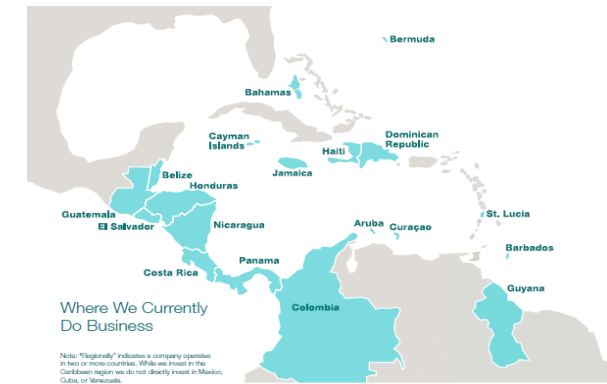 Bermuda
Bahamas
Cayman
Islands
Haiti
Dominican
Republic
Jamaica
Belize
Honduras
Guatemala
El Salvador
Nicaragua
St. Lucia
Aruba
Curaçao
Barbados
Panama
Costa Rica
Guyana
Colombia
Where We Currently
Do Business
Note: "Regionally" indicates a company operates
in two or more countries. While we invest in the
Caribbean region we do not directly invest in Mexico,
Cuba, or Venezuela.